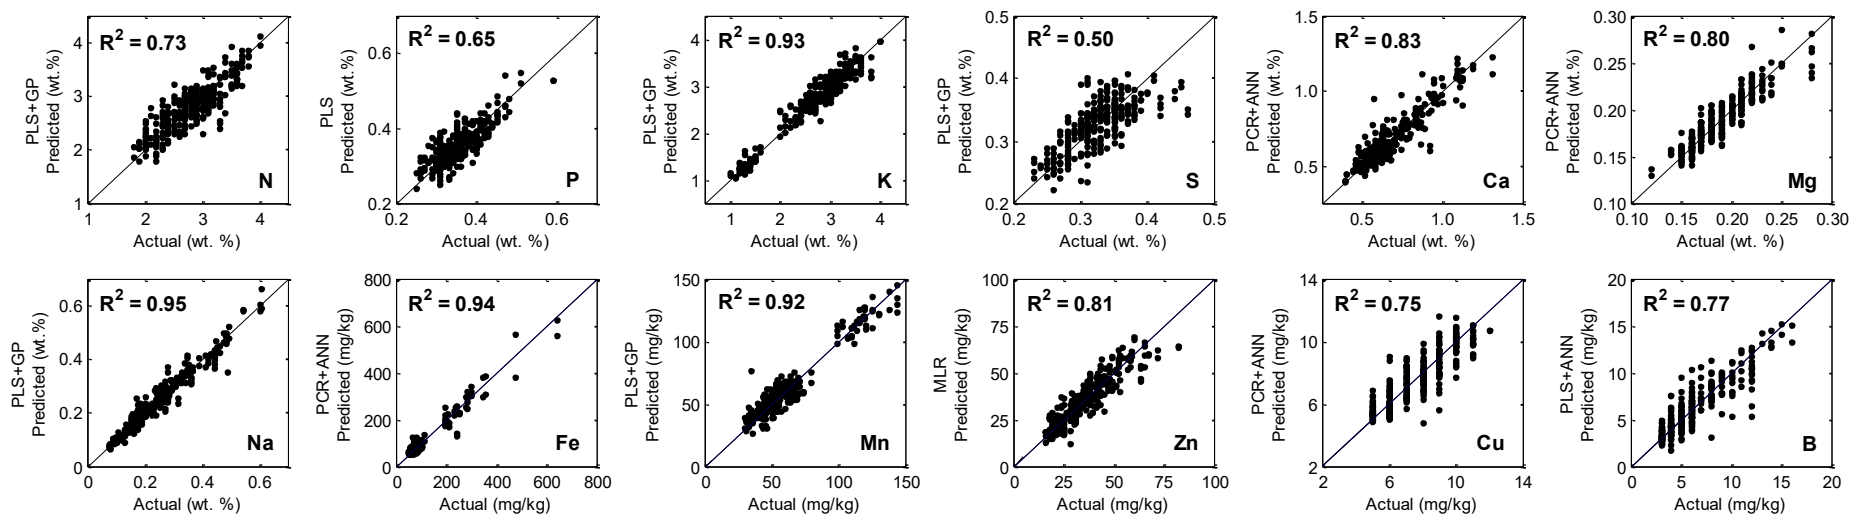 R² = 0.73
PLS+GP
Predicted (wt.%)
4
3
2
1
N
1 2 3 4
Actual (wt. %)
R² = 0.65
PLS
Predicted (wt.%)
0.6
0.4
0.2
P
0.2 0.4 0.6
Actual (wt. %)
R² = 0.93
PLS+GP
Predicted (wt.%)
4
3
2
1
K
1 2 3 4
Actual (wt. %)
R² = 0.50
PLS+GP
Predicted (wt.%)
0.5
0.4
0.3
0.2
S
0.2 0.3 0.4 0.5
Actual (wt. %)
R² = 0.83
PCR+ANN
Predicted (wt.%)
1.5
1.0
0.5
Ca
0.5 1.0 1.5
Actual (wt. %)
R² = 0.80
PCR+ANN
Predicted (wt.%)
0.30
0.25
0.20
0.15
0.10
Mg
0.10 0.15 0.20 0.25 0.30
Actual (wt. %)
R² = 0.95
PLS+GP
Predicted (wt.%)
0.6
0.4
0.2
0
Na
0 0.2 0.4 0.6
Actual (wt. %)
R² = 0.94
PCR+ANN
Predicted (mg/kg)
800
600
400
200
0
Fe
0 200 400 600 800
Actual (mg/kg)
R² = 0.92
PLS+GP
Predicted (mg/kg)
150
100
50
0
Mn
0 50 100 150
Actual (mg/kg)
R² = 0.81
MLR
Predicted (mg/kg)
100
75
50
25
0
Zn
0 25 50 75 100
Actual (mg/kg)
R² = 0.75
PCR+ANN
Predicted (mg/kg)
14
10
6
2
Cu
2 6 10 14
Actual (mg/kg)
R² = 0.77
PLS+ANN
Predicted (mg/kg)
20
15
10
5
0
B
0 5 10 15 20
Actual (mg/kg)